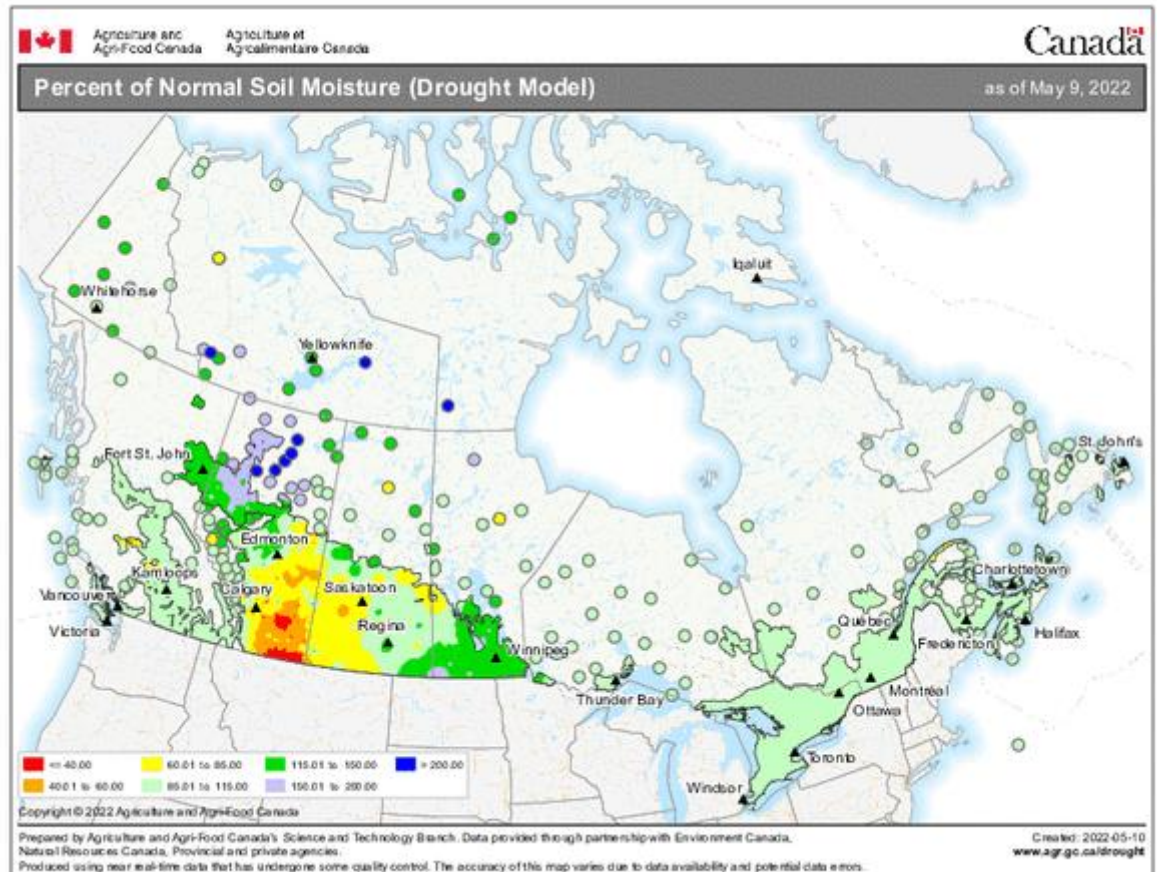 Agriculture and Agriculture et
Agri-Food Canada Agroalimentaire Canada
Canada
Percent of Normal Soil Moisture (Drought Model) as of May 9, 2022
Iqaluit
Whitehorse
Yellowknife
St. John's
Fort St. John
Edmonton
Charlottetown
Kamloops
Calgary
Saskatoon
Vancouver
Regina
Québec
Victoria
Winnipeg
Fredericton
Halifax
Thunder Bay
Montréal
Ottawa
Toronto
Windsor
<= 40.00 60.01 to 85.00 115.01 to 150.00 > 200.00
40.01 to 60.00 85.01 to 115.00 150.01 to 200.00
Copyright © 2022 Agriculture and Agri-Food Canada
Prepared by Agriculture and Agri-Food Canada's Science and Technology Branch. Data provided through partnership with Environment Canada, Created: 2022-05-10
Natural Resources Canada, Provincial and private agencies. www.agr.gc.ca/drought
Produced using near real-time data that has undergone some quality control. The accuracy of this map varies due to data availability and potential data errors.